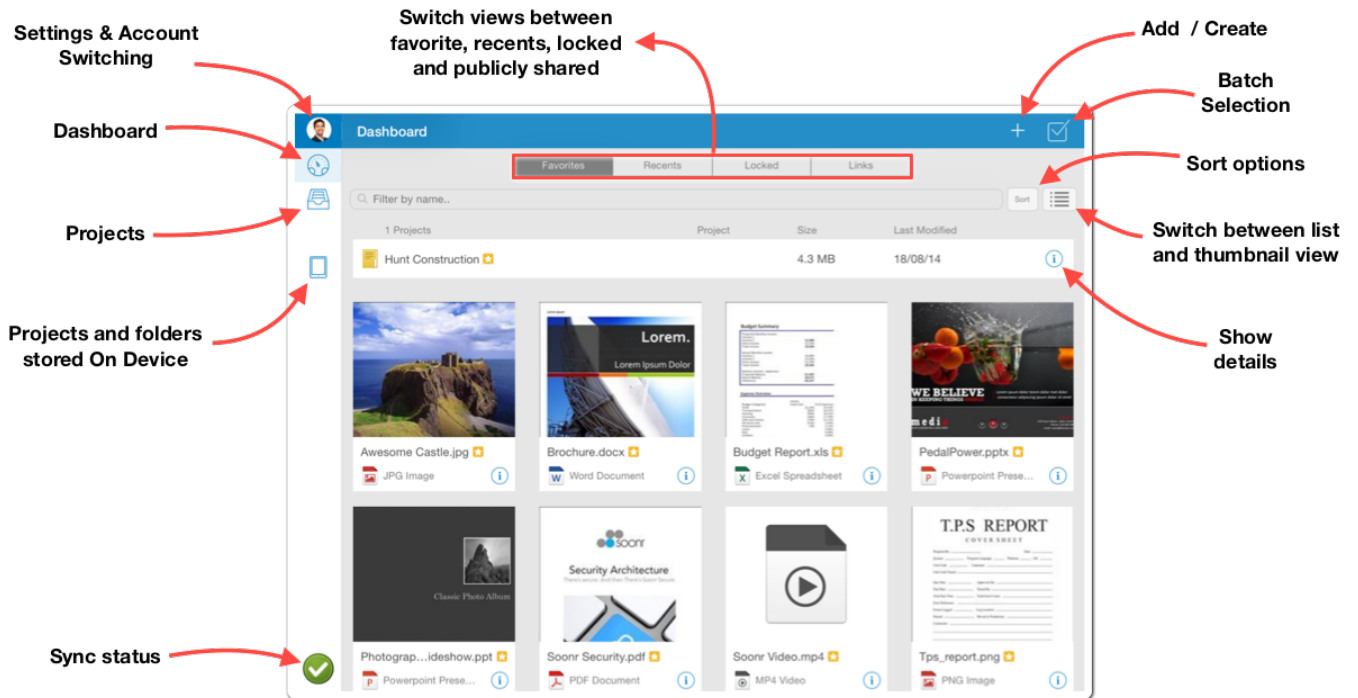 Settings & Account
Switching
Switch views between
favorite, recents, locked
and publicly shared
Add / Create
Batch
Selection
Dashboard
Dashboard
Favorites
Recents
Locked
Links
Sort options
Filter by name..
Sort
Projects
1 Projects
Project
Size
Last Modified
Switch between list
and thumbnail view
Hunt Construction
4.3 MB
18/08/14
Projects and folders
stored On Device
Show
details
Lorem.
Lorem Ipsum Dolor
Budget Summary
WE BELIEVE
IN KEEPING THINGS
medi
Awesome Castle.jpg
JPG Image
Brochure.docx
Word Document
Budget Report.xls
Excel Spreadsheet
PedalPower.pptx
Powerpoint Prese...
Classic Photo Album
soonr
Security Architecture
T.P.S REPORT
COVER SHEET
Sync status
Photograp...ideshow.ppt
Powerpoint Prese...
Soonr Security.pdf
PDF Document
Soonr Video.mp4
MP4 Video
Tps_report.png
PNG Image